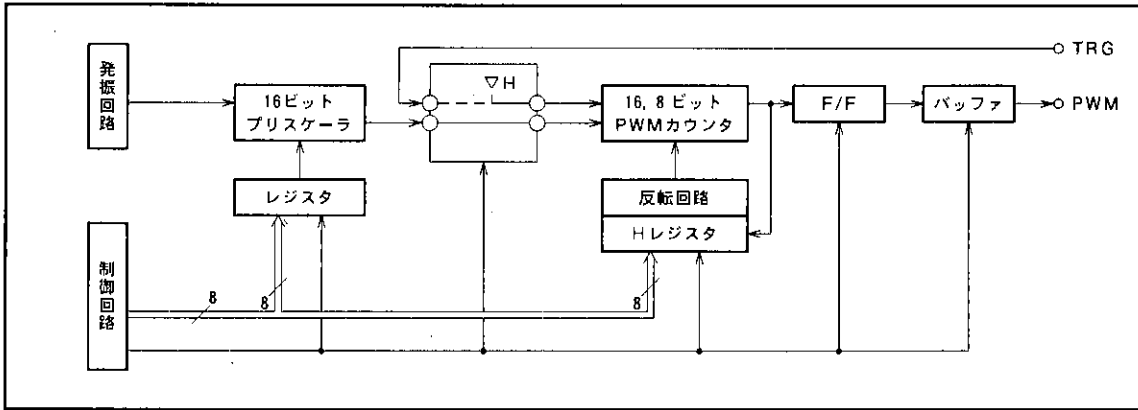 発振回路
16ビット
プリスケーラ
レジスタ
制御回路
8
8
▽H
16, 8ビット
PWMカウンタ
反転回路
Hレジスタ
8
F/F
バッファ
TRG
PWM